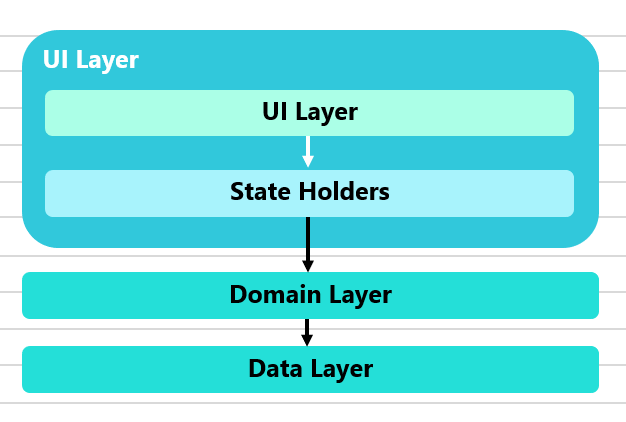 UI Layer
UI Layer
State Holders
Domain Layer
Data Layer